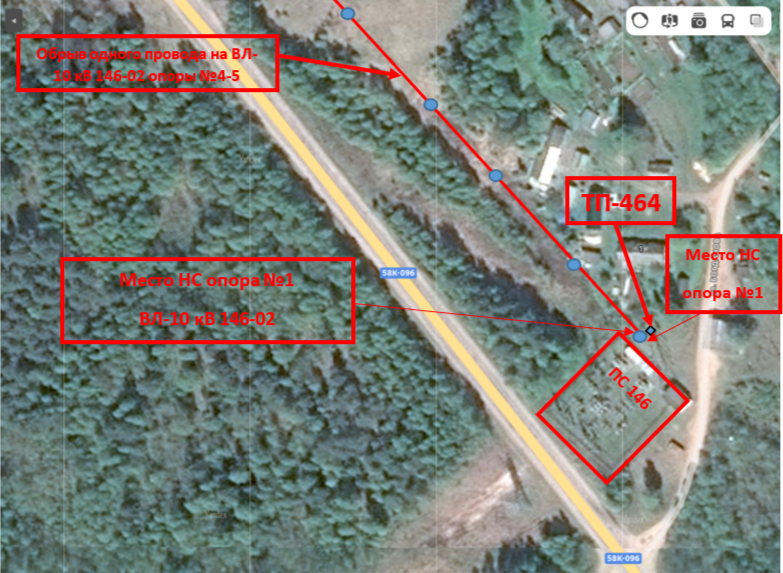 Обрыв одного провода на ВЛ-
10 кВ 146-02 опоры №4-5
ТП-464
Место НС
опора №1
58К-096
Место НС опора №1
ВЛ-10 кВ 146-02
ПС 146
58К-096